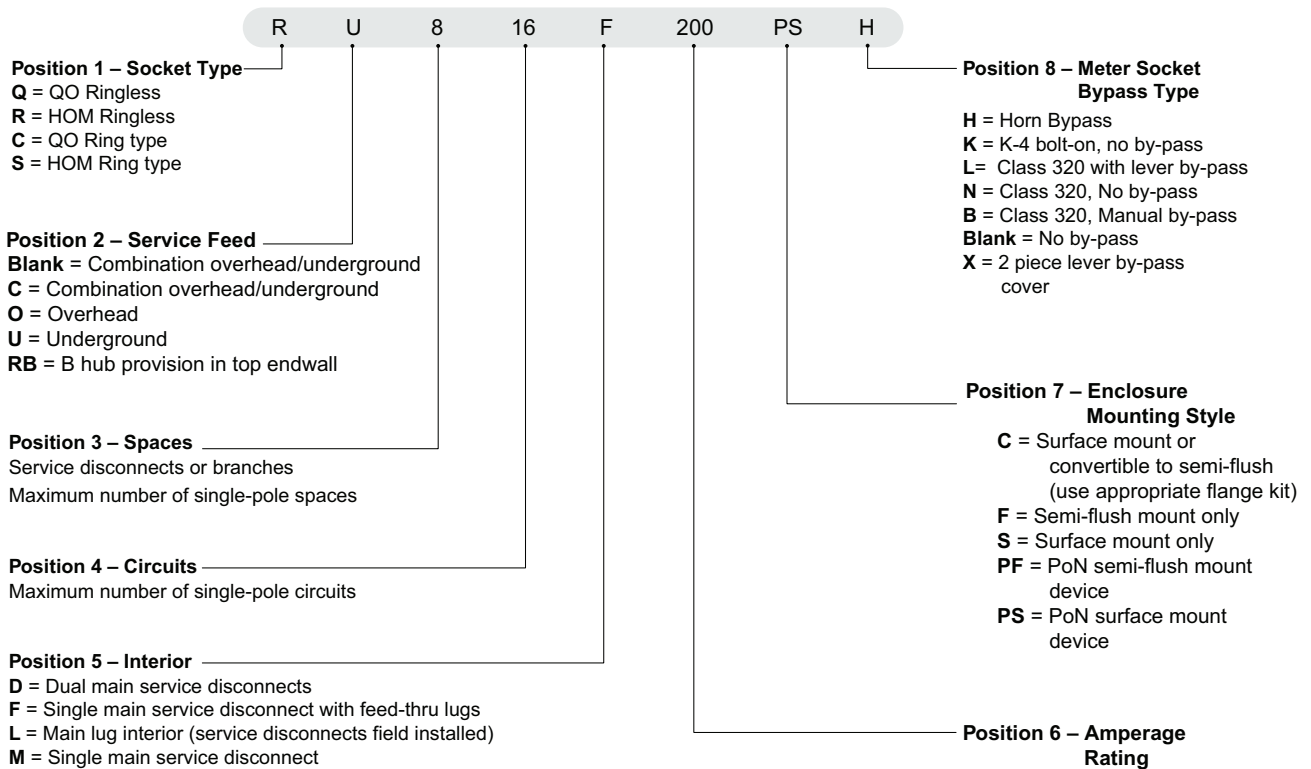 R U 8 16 F 200 PS H
Position 1 – Socket Type
Q = QO Ringless
R = HOM Ringless
C = QO Ring type
S = HOM Ring type
Position 2 – Service Feed
Blank = Combination overhead/underground
C = Combination overhead/underground
O = Overhead
U = Underground
RB = B hub provision in top endwall
Position 3 – Spaces
Service disconnects or branches
Maximum number of single-pole spaces
Position 4 – Circuits
Maximum number of single-pole circuits
Position 5 – Interior
D = Dual main service disconnects
F = Single main service disconnect with feed-thru lugs
L = Main lug interior (service disconnects field installed)
M = Single main service disconnect
Position 8 – Meter Socket
Bypass Type
H = Horn Bypass
K = K-4 bolt-on, no by-pass
L= Class 320 with lever by-pass
N = Class 320, No by-pass
B = Class 320, Manual by-pass
Blank = No by-pass
X = 2 piece lever by-pass
cover
Position 7 – Enclosure
Mounting Style
C = Surface mount or
convertible to semi-flush
(use appropriate flange kit)
F = Semi-flush mount only
S = Surface mount only
PF = PoN semi-flush mount
device
PS = PoN surface mount
device
Position 6 – Amperage
Rating